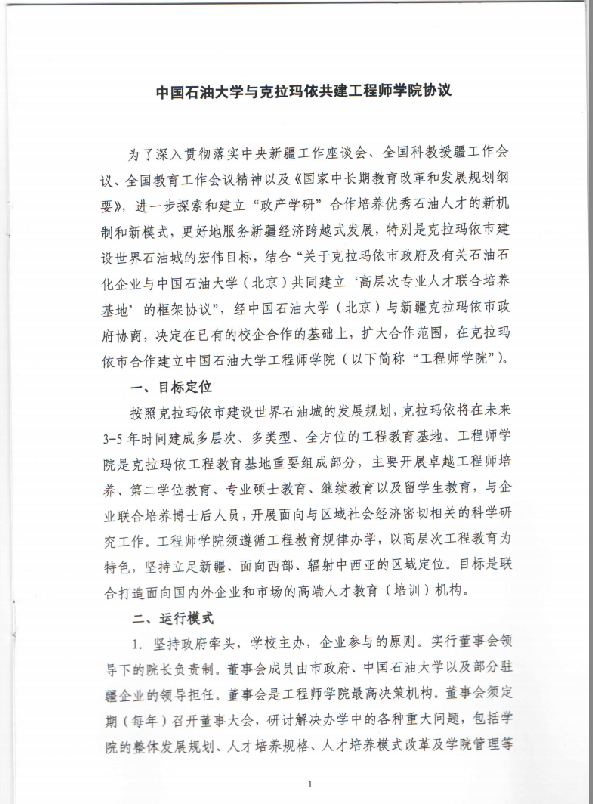 中国石油大学与克拉玛依共建工程师学院协议
为了深入贯彻落实中央新疆工作座谈会、全国科教援疆工作会
议、全国教育工作会议精神以及《国家中长期教育改革和发展规划纲
要》，进一步探索和建立“政产学研”合作培养优秀石油人才的新机
制和新模式，更好地服务新疆经济跨越式发展，特别是克拉玛依市建
设世界石油城的宏伟目标，结合“关于克拉玛依市政府及有关石油石
化企业与中国石油大学（北京）共同建立‘高层次专业人才联合培养
基地’的框架协议”，经中国石油大学（北京）与新疆克拉玛依市政
府协商，决定在已有的校企合作的基础上，扩大合作范围，在克拉玛
依市合作建立中国石油大学工程师学院（以下简称“工程师学院”）。
一、目标定位
按照克拉玛依市建设世界石油城的发展规划，克拉玛依将在未来
3-5年时间建成多层次、多类型、全方位的工程教育基地。工程师学
院是克拉玛依工程教育基地重要组成部分，主要开展卓越工程师培
养、第二学位教育、专业硕士教育、继续教育以及留学生教育，与企
业联合培养博士后人员，开展面向与区域社会经济密切相关的科学研
究工作。工程师学院须遵循工程教育规律办学，以高层次工程教育为
特色，坚持立足新疆、面向西部、辐射中西亚的区域定位。目标是联
合打造面向国内外企业和市场的高端人才教育（培训）机构。
二、运行模式
1. 坚持政府牵头，学校主办，企业参与的原则。实行董事会领
导下的院长负责制。董事会成员由市政府、中国石油大学以及部分驻
疆企业的领导担任。董事会是工程师学院最高决策机构。董事会须定
期（每年）召开董事大会，研讨解决办学中的各种重大问题，包括学
院的整体发展规划、人才培养规格、人才培养模式改革及学院管理等
1